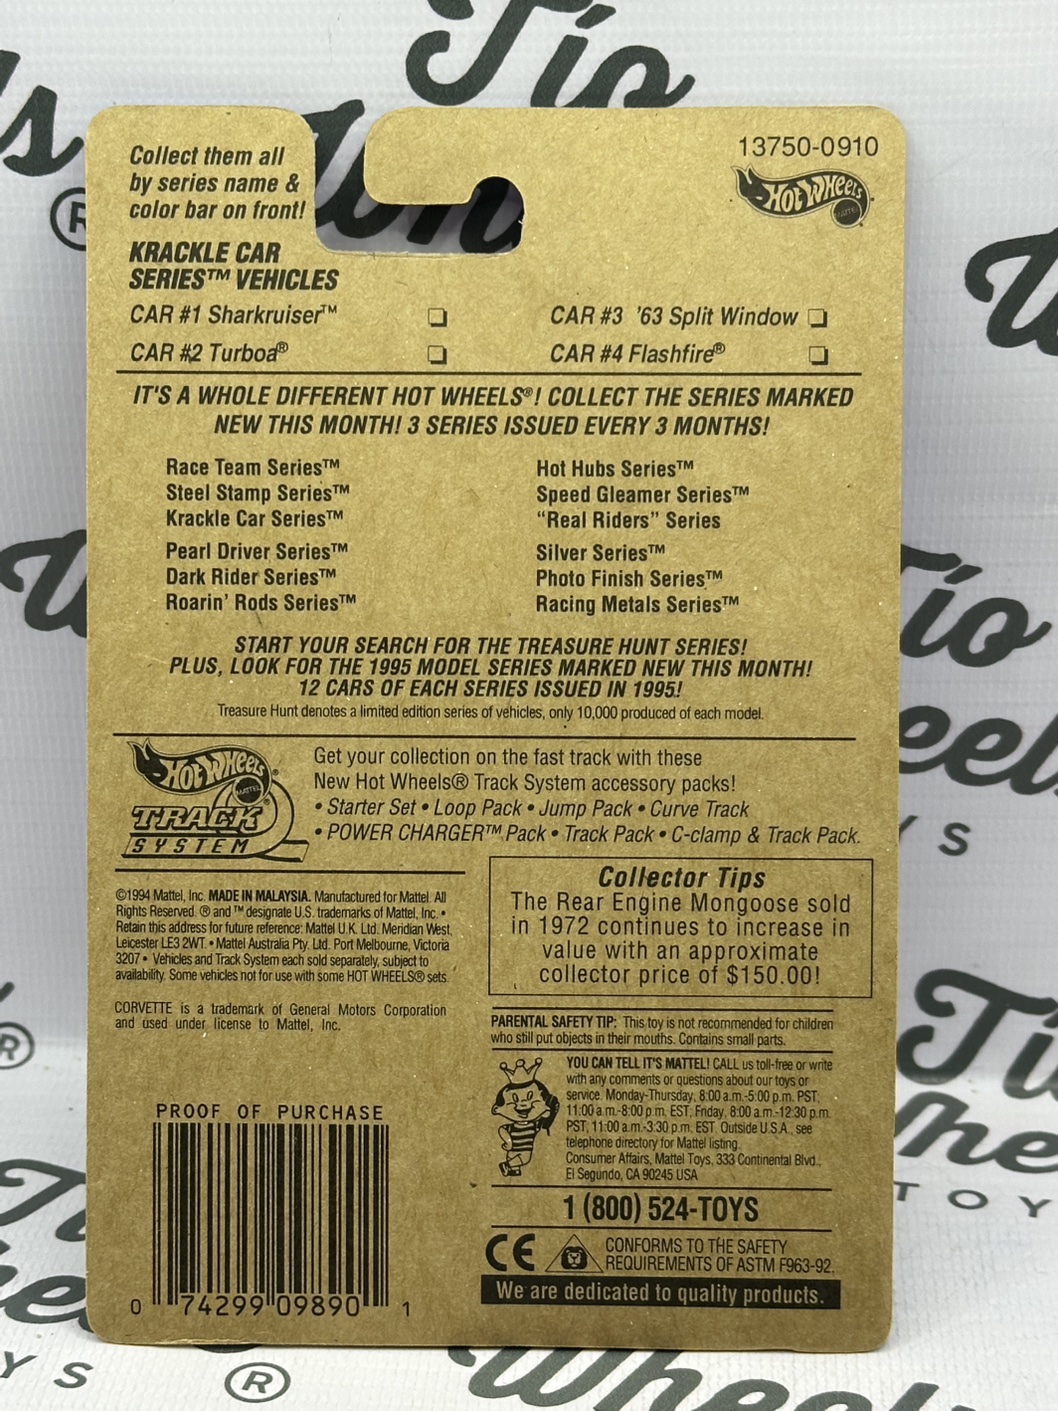 Tío
Wheels
®
Collect them all
by series name &
color bar on front!
13750-0910
Hot Wheels
MATTEL
KRACKLE CAR
SERIES™ VEHICLES
CAR #1 Sharkruiser™ ❏
CAR #2 Turboa® ❏
CAR #3 '63 Split Window ❏
CAR #4 Flashfire® ❏
IT'S A WHOLE DIFFERENT HOT WHEELS®! COLLECT THE SERIES MARKED
NEW THIS MONTH! 3 SERIES ISSUED EVERY 3 MONTHS!
Race Team Series™
Steel Stamp Series™
Krackle Car Series™
Pearl Driver Series™
Dark Rider Series™
Roarin' Rods Series™
Hot Hubs Series™
Speed Gleamer Series™
“Real Riders” Series
Silver Series™
Photo Finish Series™
Racing Metals Series™
START YOUR SEARCH FOR THE TREASURE HUNT SERIES!
PLUS, LOOK FOR THE 1995 MODEL SERIES MARKED NEW THIS MONTH!
12 CARS OF EACH SERIES ISSUED IN 1995!
Treasure Hunt denotes a limited edition series of vehicles, only 10,000 produced of each model.
Hot Wheels®
MATTEL
TRACK
SYSTEM
Get your collection on the fast track with these
New Hot Wheels® Track System accessory packs!
• Starter Set • Loop Pack • Jump Pack • Curve Track
• POWER CHARGER™ Pack • Track Pack • C-clamp & Track Pack.
©1994 Mattel, Inc. MADE IN MALAYSIA. Manufactured for Mattel. All
Rights Reserved. ® and ™ designate U.S. trademarks of Mattel, Inc. •
Retain this address for future reference: Mattel U.K. Ltd. Meridian West,
Leicester LE3 2WT. • Mattel Australia Pty. Ltd. Port Melbourne, Victoria
3207 • Vehicles and Track System each sold separately, subject to
availability. Some vehicles not for use with some HOT WHEELS® sets.
CORVETTE is a trademark of General Motors Corporation
and used under license to Mattel, Inc.
Collector Tips
The Rear Engine Mongoose sold
in 1972 continues to increase in
value with an approximate
collector price of $150.00!
PARENTAL SAFETY TIP: This toy is not recommended for children
who still put objects in their mouths. Contains small parts.
YOU CAN TELL IT'S MATTEL! CALL us toll-free or write
with any comments or questions about our toys or
service. Monday-Thursday, 8:00 a.m.-5:00 p.m. PST,
11:00 a.m.-8:00 p.m. EST. Friday, 8:00 a.m.-12:30 p.m.
PST, 11:00 a.m.-3:30 p.m. EST. Outside U.S.A., see
telephone directory for Mattel listing.
Consumer Affairs, Mattel Toys, 333 Continental Blvd.,
El Segundo, CA 90245 USA
1 (800) 524-TOYS
CE
CONFORMS TO THE SAFETY
REQUIREMENTS OF ASTM F963-92.
We are dedicated to quality products.
PROOF OF PURCHASE
0 74299 09890 1
Tío
Wheels
TOYS
®